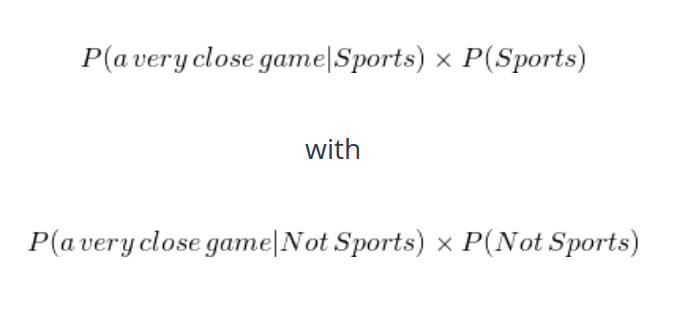 P(a very close game|Sports) × P(Sports)
with
P(a very close game|Not Sports) × P(Not Sports)